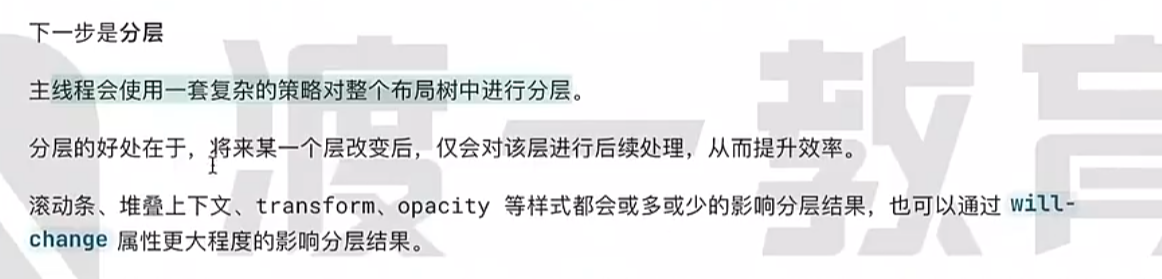 下一步是分层
主线程会使用一套复杂的策略对整个布局树中进行分层。
分层的好处在于，将来某一个层改变后，仅会对该层进行后续处理，从而提升效率。
滚动条、堆叠上下文、transform、opacity 等样式都会或多或少的影响分层结果，也可以通过 will-
change 属性更大程度的影响分层结果。
渡一教育